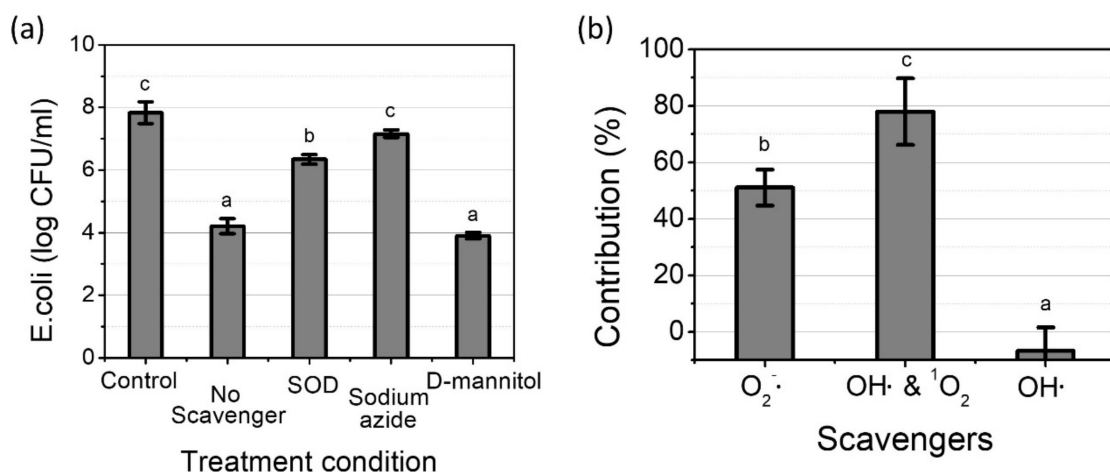 (a)
E.coli (log CFU/ml)
10
8
6
4
2
0
c
a
b
c
a
Control
No
Scavenger
SOD
Sodium
azide
D-mannitol
Treatment condition
(b)
Contribution (%)
100
80
60
40
20
0
b
c
a
O₂⁻·
OH· & ¹O₂
OH·
Scavengers